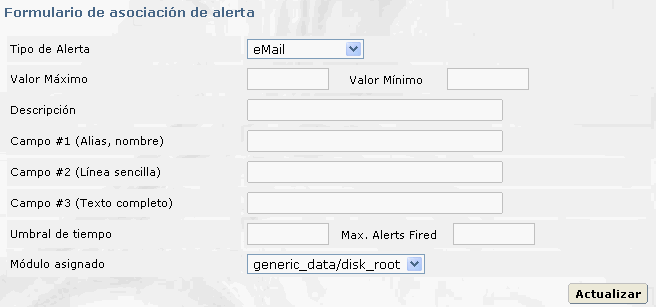 Formulario de asociación de alerta
Tipo de Alerta eMail
Valor Máximo Valor Mínimo
Descripción
Campo #1 (Alias, nombre)
Campo #2 (Línea sencilla)
Campo #3 (Texto completo)
Umbral de tiempo Max. Alerts Fired
Módulo asignado generic_data/disk_root
Actualizar